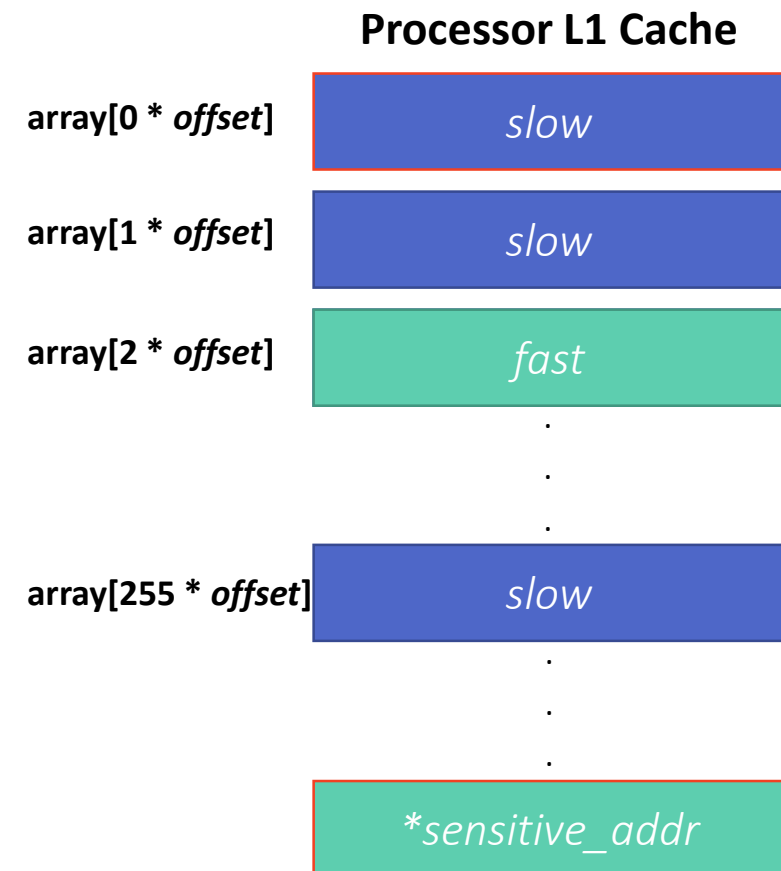 Processor L1 Cache
array[0 * offset] slow
array[1 * offset] slow
array[2 * offset] fast
.
.
.
array[255 * offset] slow
.
.
.
*sensitive_addr